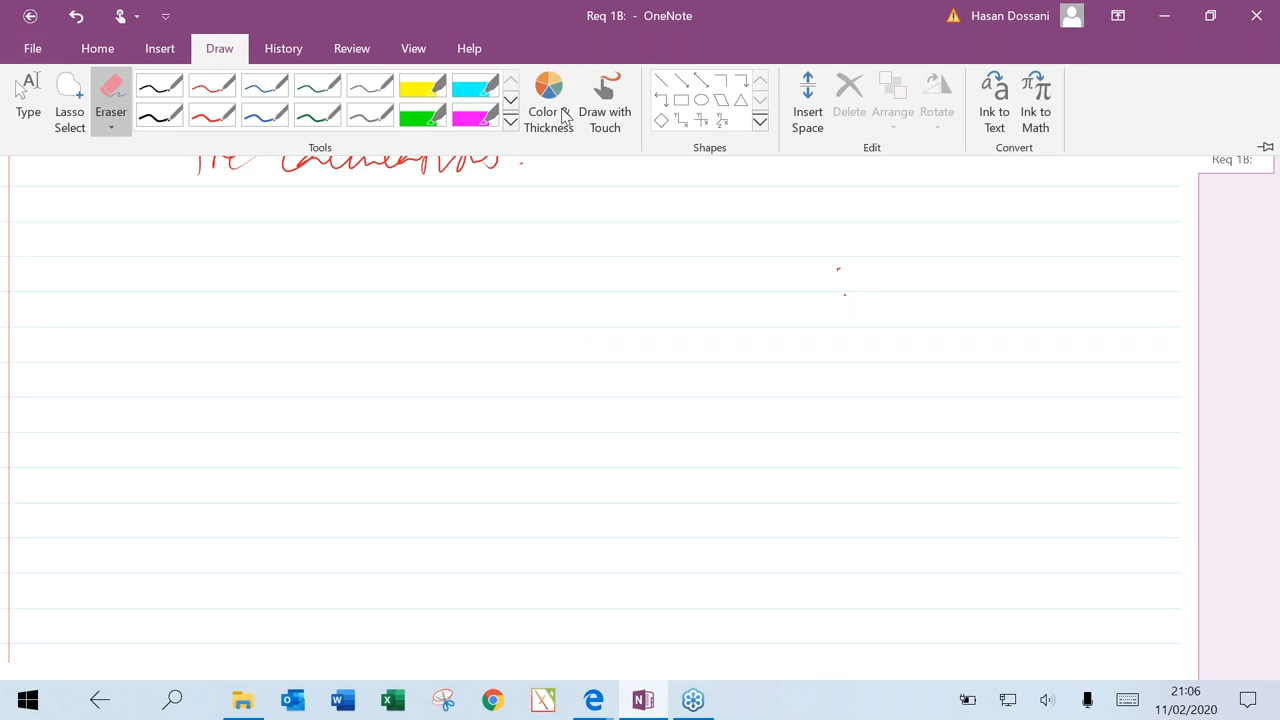 Req 1B: - OneNote
Hasan Dossani
File Home Insert Draw History Review View Help
Type
Lasso Select
Eraser
Color & Thickness
Draw with Touch
Insert Space
Delete
Arrange
Rotate
Ink to Text
Ink to Math
Tools
Shapes
Edit
Convert
Req 1B:
21:06
11/02/2020